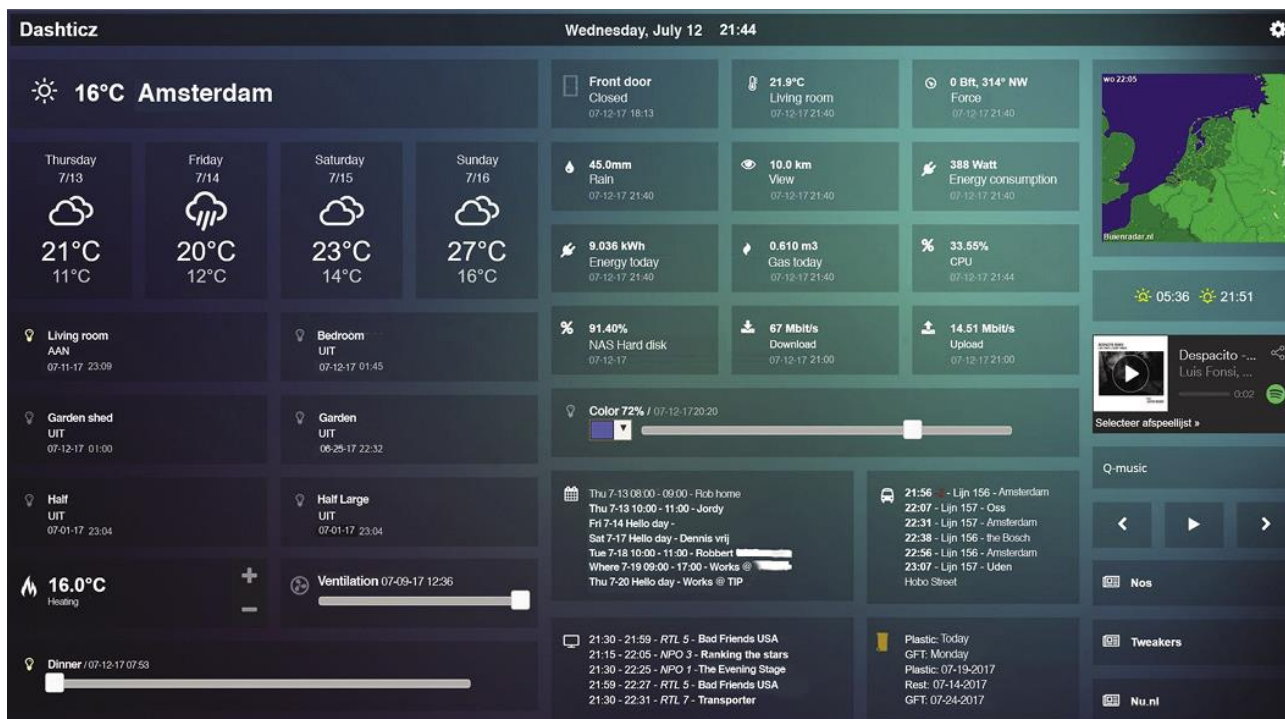 Dashticz
Wednesday, July 12 21:44
16°C Amsterdam
Thursday
7/13
21°C
11°C
Friday
7/14
20°C
12°C
Saturday
7/15
23°C
14°C
Sunday
7/16
27°C
16°C
Living room
AAN
07-11-17 23:09
Bedroom
UIT
07-12-17 01:45
Garden shed
UIT
07-12-17 01:00
Garden
UIT
06-25-17 22:32
Half
UIT
07-01-17 23:04
Half Large
UIT
07-01-17 23:04
16.0°C
Heating
+
−
Ventilation 07-09-17 12:36
Dinner / 07-12-17 07:53
Front door
Closed
07-12-17 18:13
21.9°C
Living room
07-12-17 21:40
0 Bft, 314° NW
Force
07-12-17 21:40
45.0mm
Rain
07-12-17 21:40
10.0 km
View
07-12-17 21:40
388 Watt
Energy consumption
07-12-17 21:40
9.036 kWh
Energy today
07-12-17 21:40
0.610 m3
Gas today
07-12-17 21:40
% 33.55%
CPU
07-12-17 21:44
% 91.40%
NAS Hard disk
07-12-17
67 Mbit/s
Download
07-12-17 21:00
14.51 Mbit/s
Upload
07-12-17 21:00
Color 72% / 07-12-1720:20
Thu 7-13 08:00 - 09:00 - Rob home
Thu 7-13 10:00 - 11:00 - Jordy
Fri 7-14 Hello day -
Sat 7-17 Hello day - Dennis vrij
Tue 7-18 10:00 - 11:00 - Robbert
Where 7-19 09:00 - 17:00 - Works @
Thu 7-20 Hello day - Works @ TIP
21:56 - Lijn 156 - Amsterdam
22:07 - Lijn 157 - Oss
22:31 - Lijn 157 - Amsterdam
22:38 - Lijn 156 - the Bosch
22:56 - Lijn 156 - Amsterdam
23:07 - Lijn 157 - Uden
Hobo Street
21:30 - 21:59 - RTL 5 - Bad Friends USA
21:15 - 22:05 - NPO 3 - Ranking the stars
21:30 - 22:25 - NPO 1 - The Evening Stage
21:59 - 22:27 - RTL 5 - Bad Friends USA
21:30 - 22:31 - RTL 7 - Transporter
Plastic: Today
GFT: Monday
Plastic: 07-19-2017
Rest: 07-14-2017
GFT: 07-24-2017
wo 22:05
Buienradar.nl
05:36 21:51
Despacito -...
Luis Fonsi, ...
0:02
Selecteer afspeellijst »
Q-music
Nos
Tweakers
Nu.nl